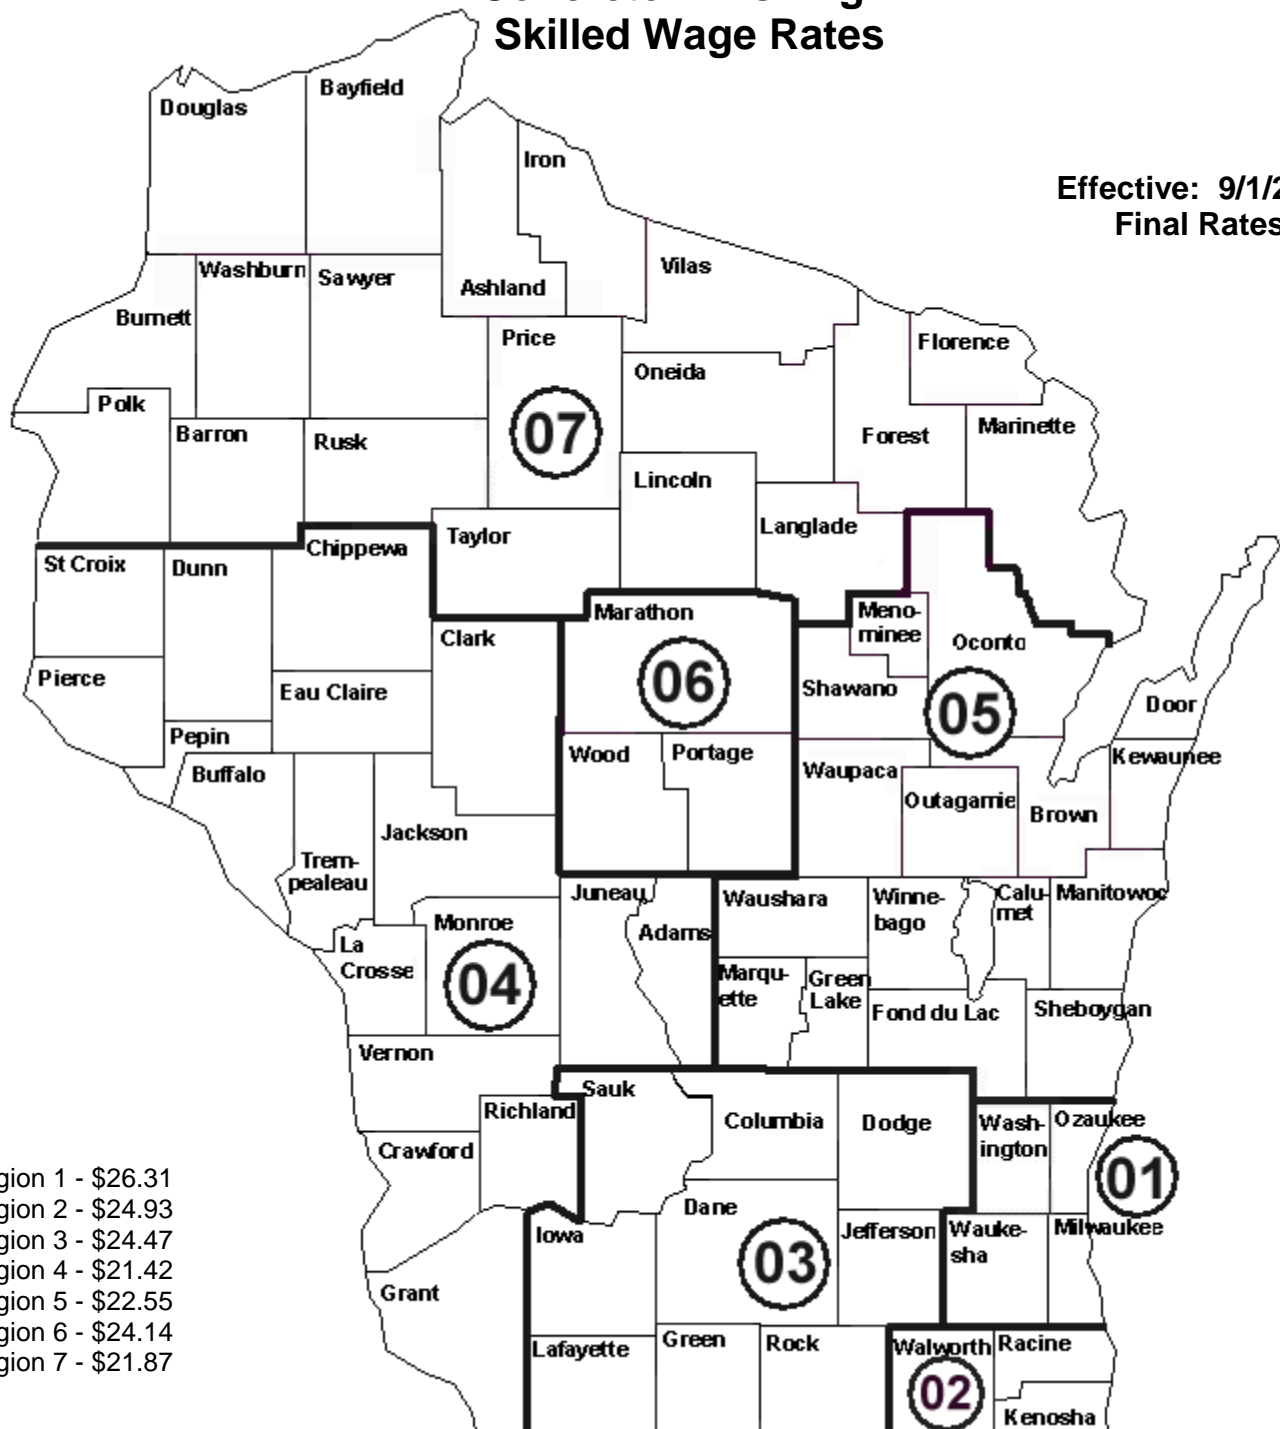 Skilled Wage Rates
Effective: 9/1/2
Final Rates
Douglas
Bayfield
Iron
Ashland
Vilas
Washburn
Sawyer
Burnett
Price
Florence
Oneida
Polk
07
Barron
Rusk
Forest
Marinette
Lincoln
Langlade
Taylor
Chippewa
St Croix
Dunn
Marathon
Meno-
minee
Oconto
Clark
06
Pierce
Eau Claire
Shawano
05
Door
Pepin
Buffalo
Wood
Portage
Waupaca
Kewaunee
Outagamie
Brown
Jackson
Trem-
pealeau
Juneau
Adams
Waushara
Winne-
bago
Calu-
met
Manitowoc
Monroe
La
Crosse
04
Marqu-
ette
Green
Lake
Fond du Lac
Sheboygan
Vernon
Sauk
Richland
Columbia
Dodge
Wash-
ington
Ozaukee
Crawford
01
Dane
Iowa
Jefferson
Wauke-
sha
Milwaukee
03
Grant
Lafayette
Green
Rock
Walworth
Racine
02
Kenosha
gion 1 - $26.31
gion 2 - $24.93
gion 3 - $24.47
gion 4 - $21.42
gion 5 - $22.55
gion 6 - $24.14
gion 7 - $21.87